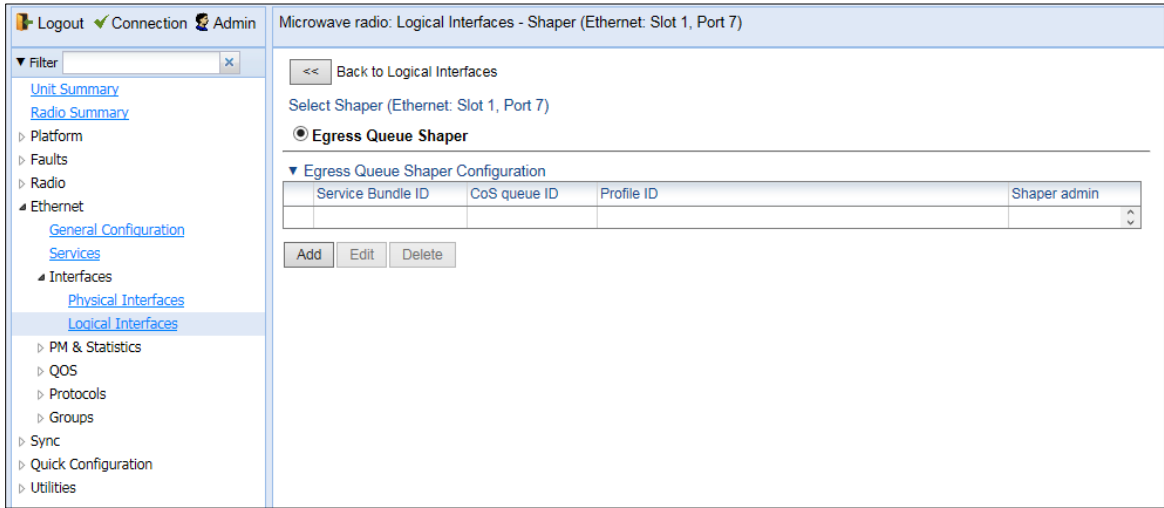 Logout Connection Admin
Microwave radio: Logical Interfaces - Shaper (Ethernet: Slot 1, Port 7)
Filter
Unit Summary
Radio Summary
Platform
Faults
Radio
Ethernet
General Configuration
Services
Interfaces
Physical Interfaces
Logical Interfaces
PM & Statistics
QOS
Protocols
Groups
Sync
Quick Configuration
Utilities
<< Back to Logical Interfaces
Select Shaper (Ethernet: Slot 1, Port 7)
Egress Queue Shaper
Egress Queue Shaper Configuration
Service Bundle ID CoS queue ID Profile ID Shaper admin
Add Edit Delete